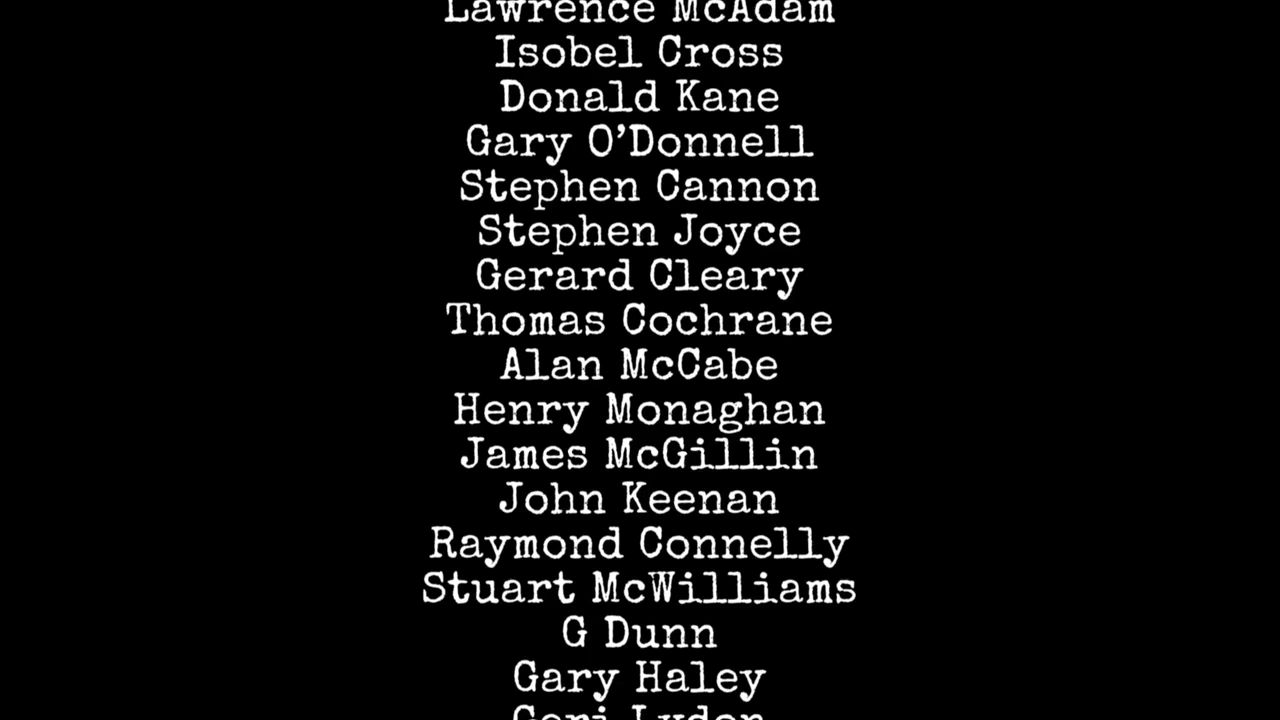 Lawrence McAdam
Isobel Cross
Donald Kane
Gary O’Donnell
Stephen Cannon
Stephen Joyce
Gerard Cleary
Thomas Cochrane
Alan McCabe
Henry Monaghan
James McGillin
John Keenan
Raymond Connelly
Stuart McWilliams
G Dunn
Gary Haley